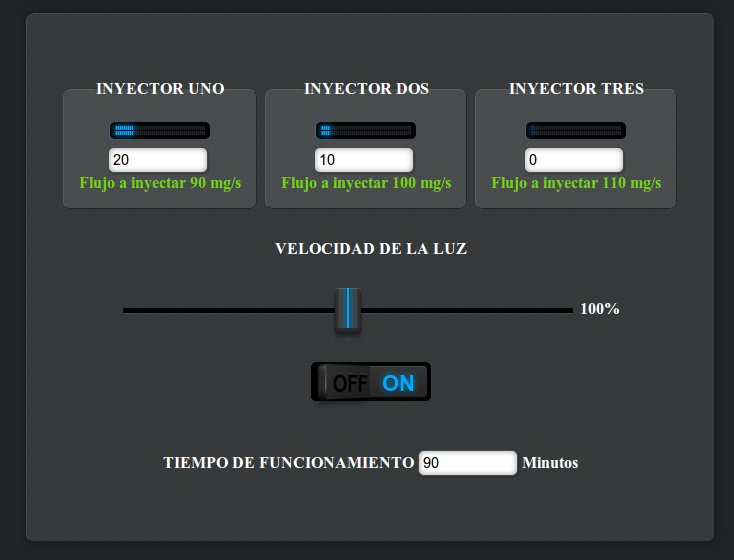 INYECTOR UNO INYECTOR DOS INYECTOR TRES
20 10 0
Flujo a inyectar 90 mg/s Flujo a inyectar 100 mg/s Flujo a inyectar 110 mg/s
VELOCIDAD DE LA LUZ
100%
OFF ON
TIEMPO DE FUNCIONAMIENTO 90 Minutos